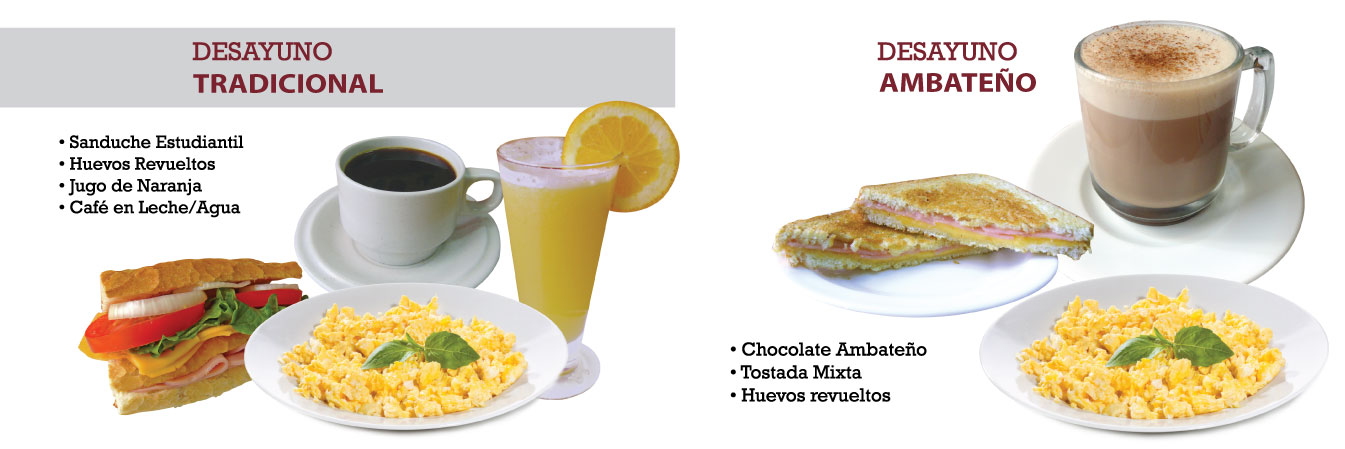 DESAYUNO
TRADICIONAL
• Sanduche Estudiantil
• Huevos Revueltos
• Jugo de Naranja
• Café en Leche/Agua
DESAYUNO
AMBATEÑO
• Chocolate Ambateño
• Tostada Mixta
• Huevos revueltos